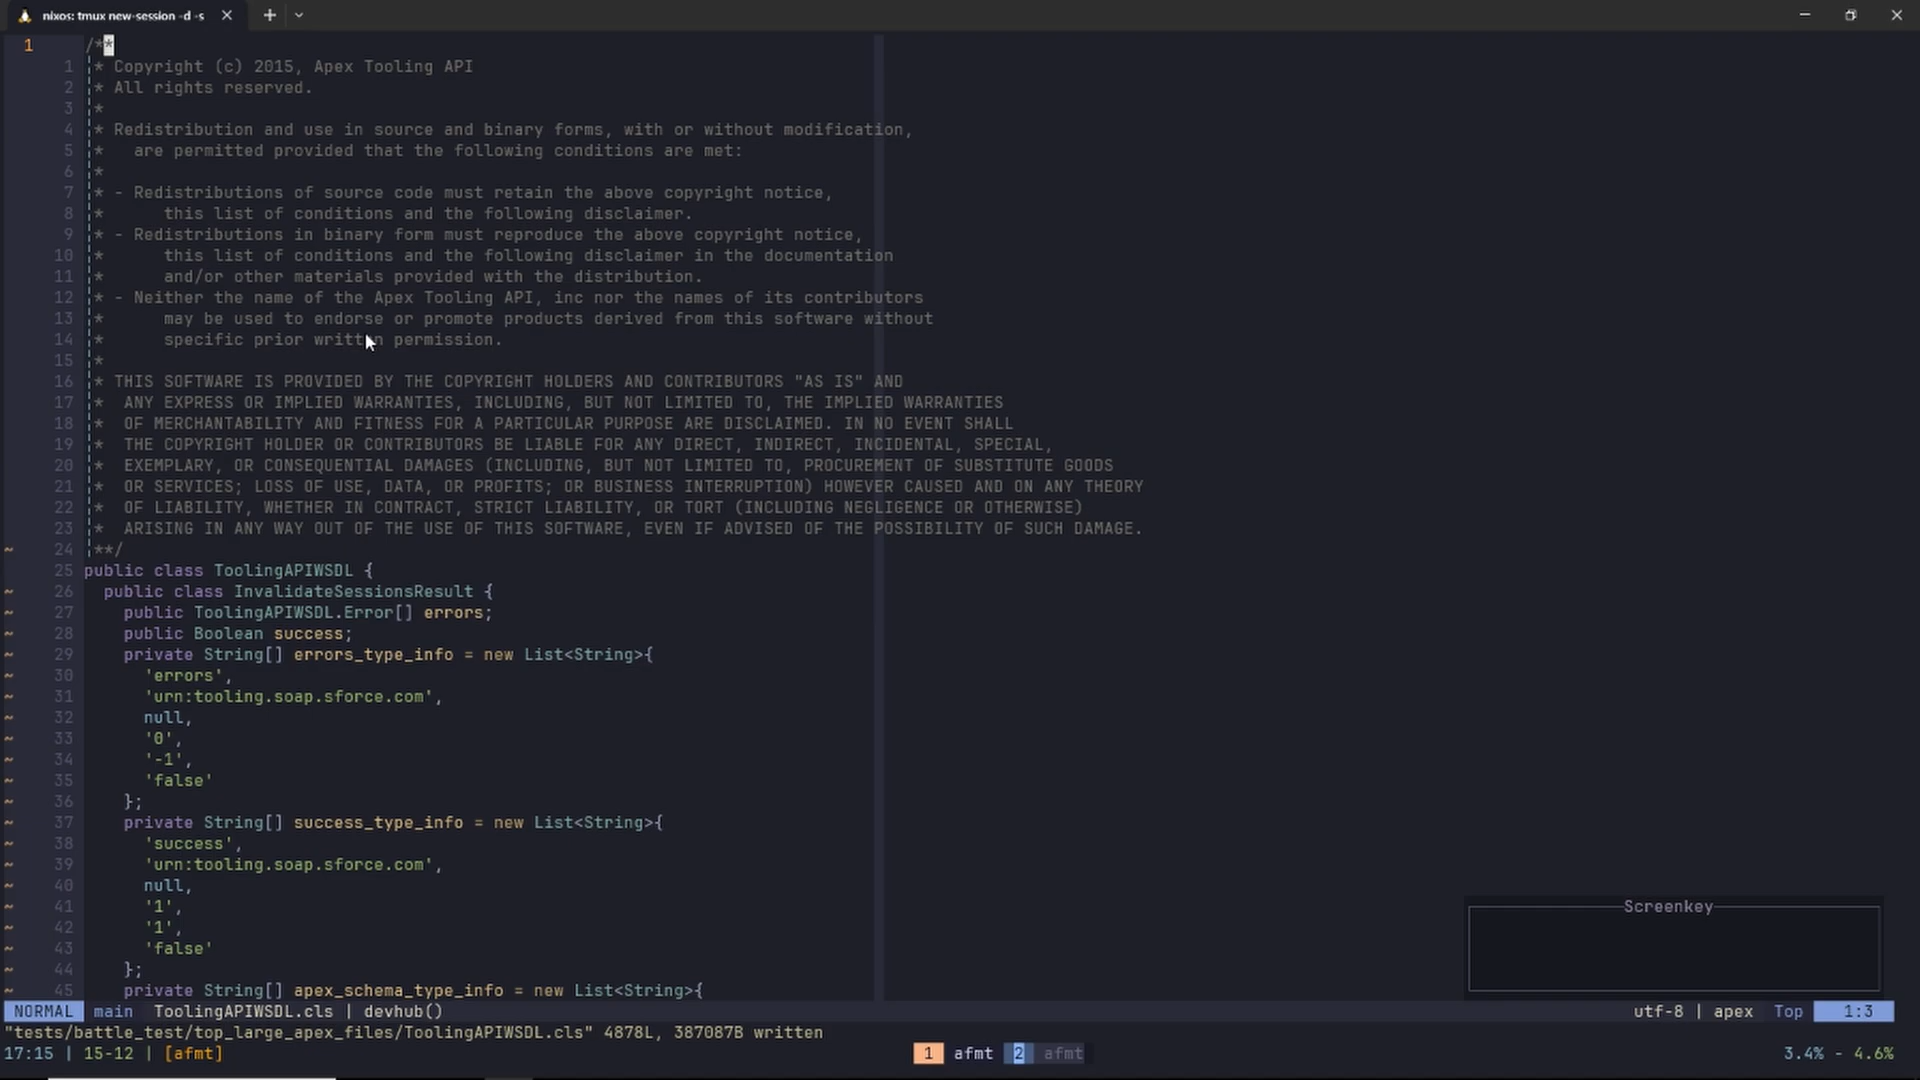 nixos: tmux new-session -d -s
1 /**
1 * Copyright (c) 2015, Apex Tooling API
2 * All rights reserved.
3 *
4 * Redistribution and use in source and binary forms, with or without modification,
5 *   are permitted provided that the following conditions are met:
6 *
7 * - Redistributions of source code must retain the above copyright notice,
8 *      this list of conditions and the following disclaimer.
9 * - Redistributions in binary form must reproduce the above copyright notice,
10 *      this list of conditions and the following disclaimer in the documentation
11 *      and/or other materials provided with the distribution.
12 * - Neither the name of the Apex Tooling API, inc nor the names of its contributors
13 *      may be used to endorse or promote products derived from this software without
14 *      specific prior written permission.
15 *
16 * THIS SOFTWARE IS PROVIDED BY THE COPYRIGHT HOLDERS AND CONTRIBUTORS "AS IS" AND
17 *  ANY EXPRESS OR IMPLIED WARRANTIES, INCLUDING, BUT NOT LIMITED TO, THE IMPLIED WARRANTIES
18 *  OF MERCHANTABILITY AND FITNESS FOR A PARTICULAR PURPOSE ARE DISCLAIMED. IN NO EVENT SHALL
19 *  THE COPYRIGHT HOLDER OR CONTRIBUTORS BE LIABLE FOR ANY DIRECT, INDIRECT, INCIDENTAL, SPECIAL,
20 *  EXEMPLARY, OR CONSEQUENTIAL DAMAGES (INCLUDING, BUT NOT LIMITED TO, PROCUREMENT OF SUBSTITUTE GOODS
21 *  OR SERVICES; LOSS OF USE, DATA, OR PROFITS; OR BUSINESS INTERRUPTION) HOWEVER CAUSED AND ON ANY THEORY
22 *  OF LIABILITY, WHETHER IN CONTRACT, STRICT LIABILITY, OR TORT (INCLUDING NEGLIGENCE OR OTHERWISE)
23 *  ARISING IN ANY WAY OUT OF THE USE OF THIS SOFTWARE, EVEN IF ADVISED OF THE POSSIBILITY OF SUCH DAMAGE.
~ 24 **/
25 public class ToolingAPIWSDL {
~ 26   public class InvalidateSessionsResult {
~ 27     public ToolingAPIWSDL.Error[] errors;
~ 28     public Boolean success;
~ 29     private String[] errors_type_info = new List<String>{
~ 30       'errors',
~ 31       'urn:tooling.soap.sforce.com',
~ 32       null,
~ 33       '0',
~ 34       '-1',
~ 35       'false'
~ 36     };
~ 37     private String[] success_type_info = new List<String>{
~ 38       'success',
~ 39       'urn:tooling.soap.sforce.com',
~ 40       null,
~ 41       '1',
~ 42       '1',
~ 43       'false'
~ 44     };
~ 45     private String[] apex_schema_type_info = new List<String>{
Screenkey
NORMAL main ToolingAPIWSDL.cls | devhub() utf-8 | apex Top 1:3
"tests/battle_test/top_large_apex_files/ToolingAPIWSDL.cls" 4878L, 387087B written
17:15 | 15-12 | [afmt] 1 afmt 2 afmt 3.4% - 4.6%